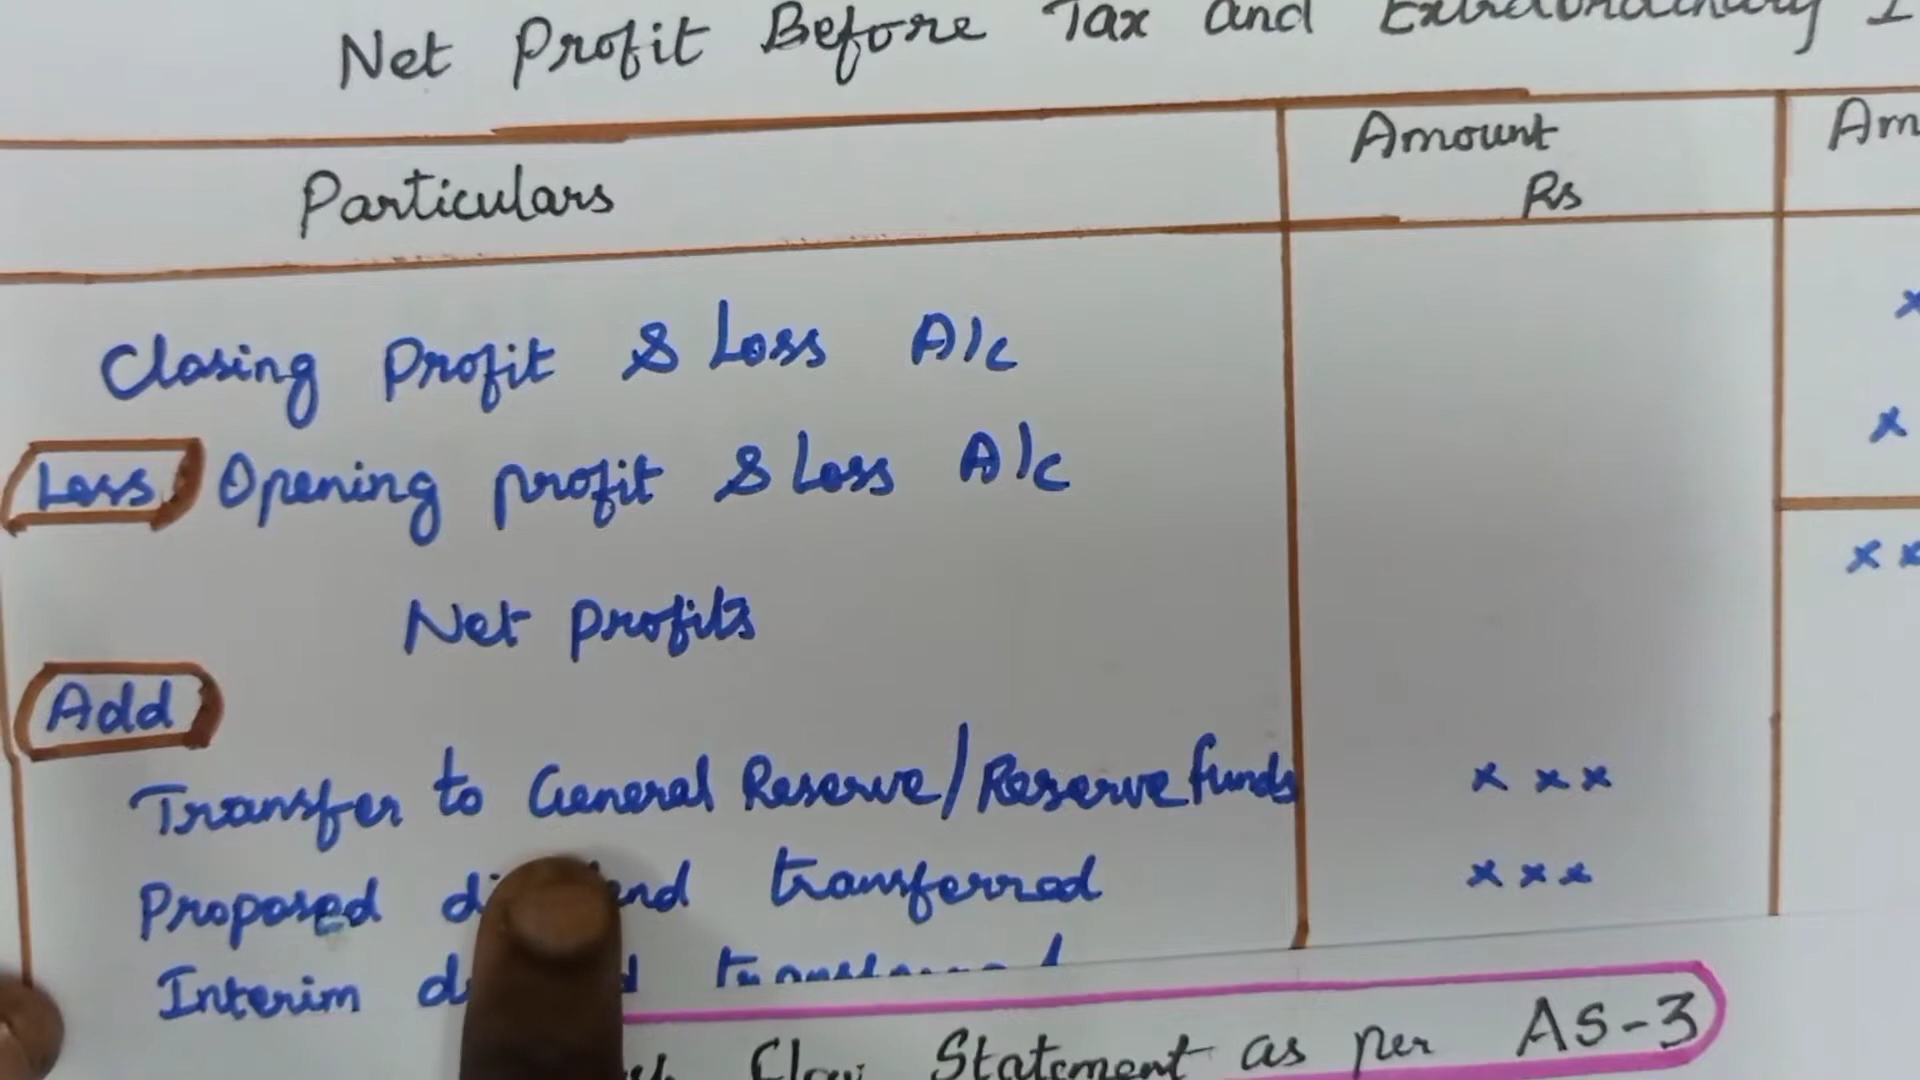 Net Profit Before Tax and Extraordinary I
Particulars
Amount
Rs
Am
Closing Profit & Loss A/c
x
Less Opening profit & Loss A/c
x
x x
Net Profits
Add
Transfer to General Reserve/Reserve funds x x x
Proposed transferred x x x
Interim
Statement as per AS-3